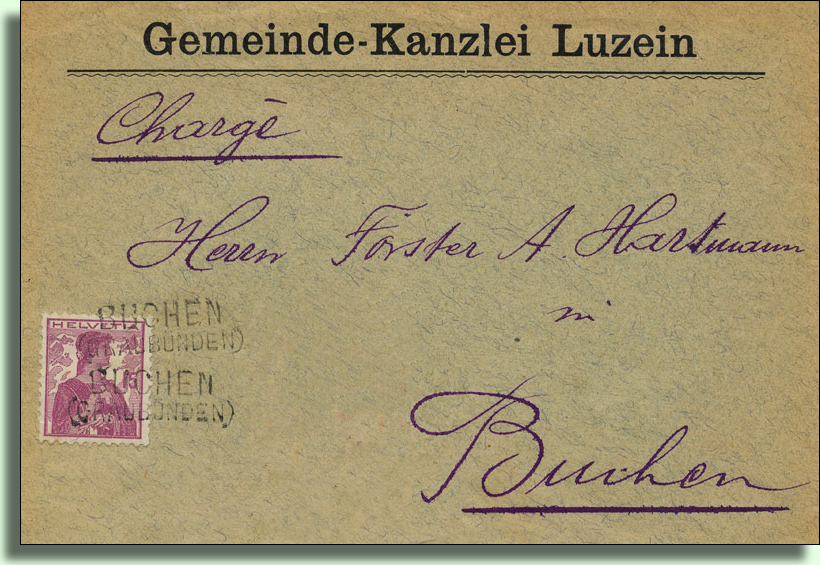 Gemeinde-Kanzlei Luzein
Chargé
Herrn Förster A. Hartmann
in
Buchen
HELVETIA
BUCHEN
(GRAUBÜNDEN)
BUCHEN
(GRAUBÜNDEN)